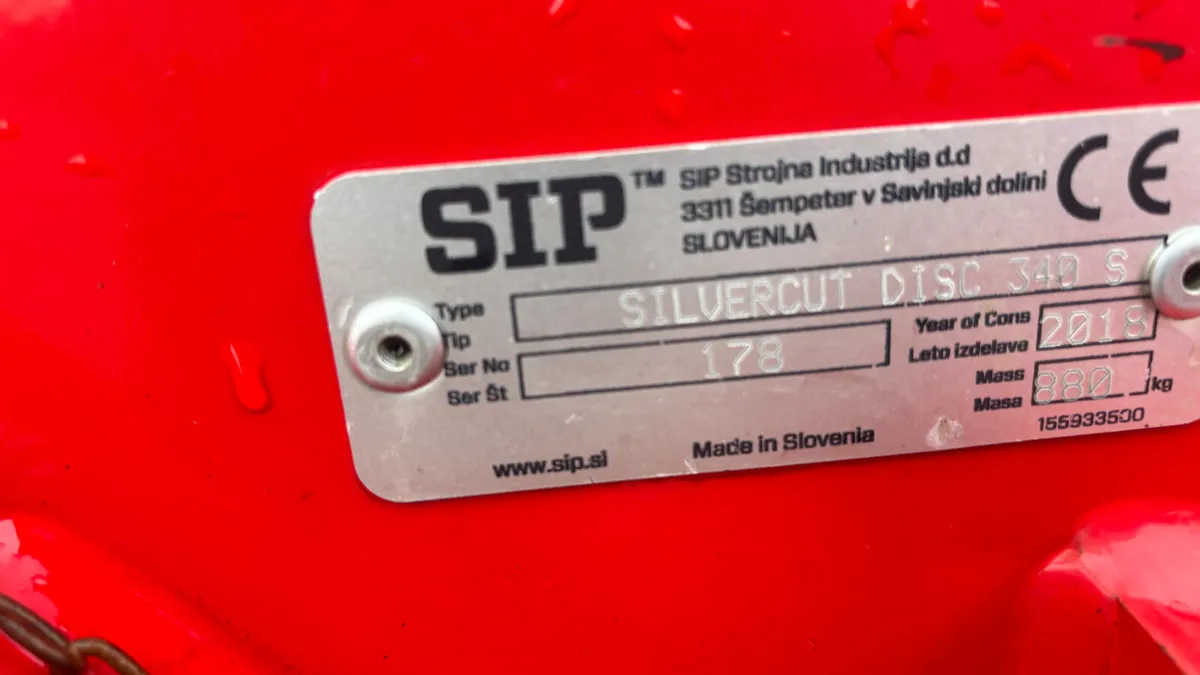 SIP™
SIP Strojna Industrija d.d
3311 Šempeter v Savinjski dolini
SLOVENIJA
CE
Type
Tip
SILVERCUT DISC 340 S
Ser No
Ser Št
178
Year of Cons
Leto izdelave
2018
Mass
Masa
880 kg
155933500
www.sip.si
Made in Slovenia